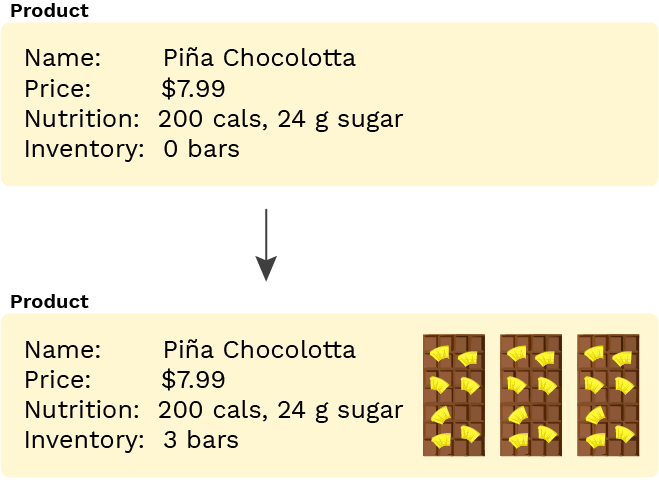 Product
Name: Piña Chocolotta
Price: $7.99
Nutrition: 200 cals, 24 g sugar
Inventory: 0 bars
Product
Name: Piña Chocolotta
Price: $7.99
Nutrition: 200 cals, 24 g sugar
Inventory: 3 bars